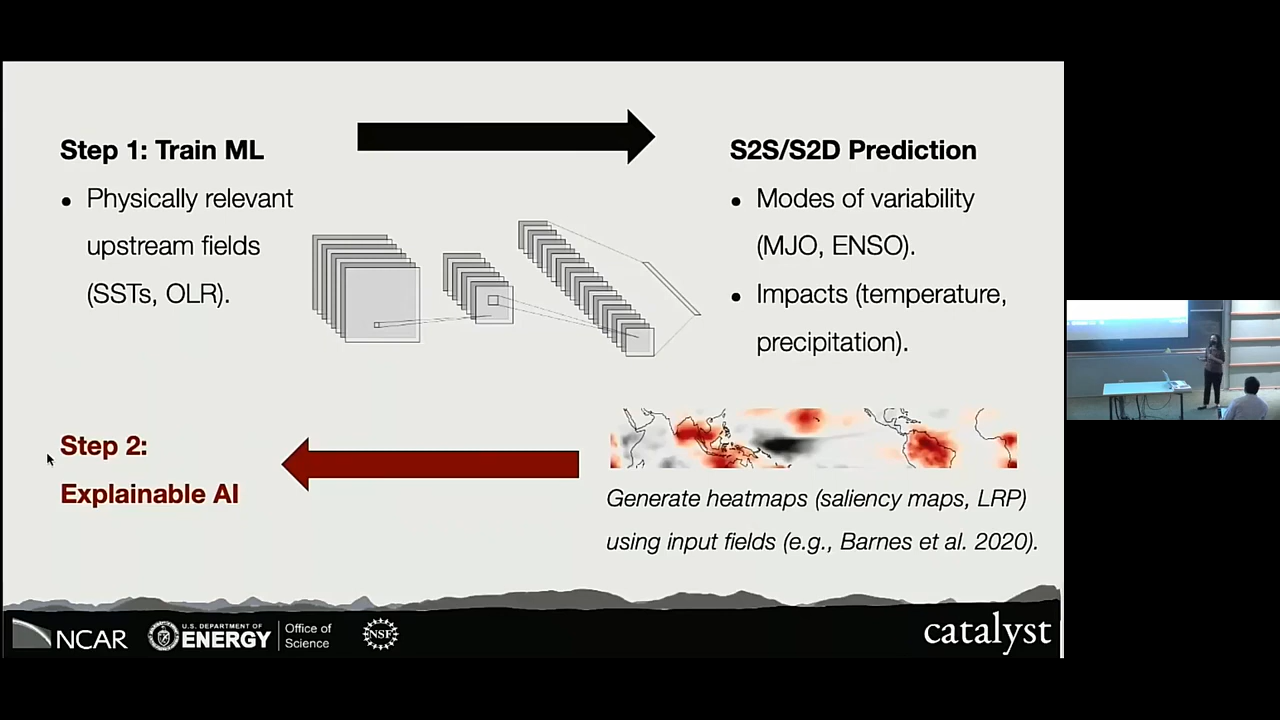 Step 1: Train ML
• Physically relevant
upstream fields
(SSTs, OLR).
S2S/S2D Prediction
• Modes of variability
(MJO, ENSO).
• Impacts (temperature,
precipitation).
Step 2:
Explainable AI
Generate heatmaps (saliency maps, LRP)
using input fields (e.g., Barnes et al. 2020).
NCAR
U.S. DEPARTMENT OF
ENERGY
Office of
Science
NSF
catalyst